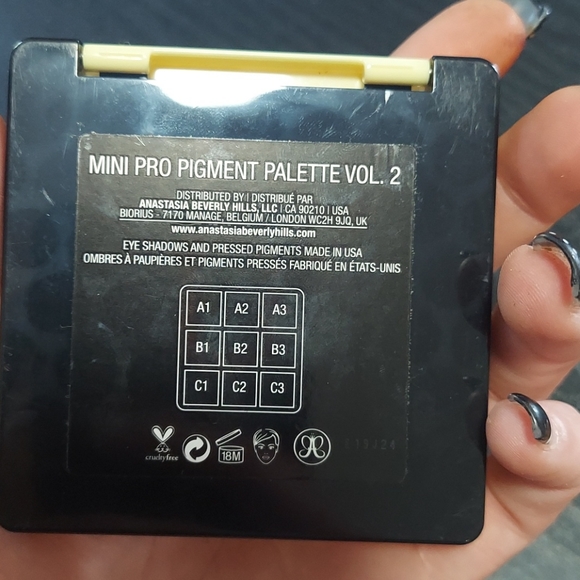 MINI PRO PIGMENT PALETTE VOL. 2
DISTRIBUTED BY | DISTRIBUÉ PAR
ANASTASIA BEVERLY HILLS, LLC | CA 90210 | USA
BIORIUS - 7170 MANAGE, BELGIUM / LONDON WC2H 9JQ, UK
www.anastasiabeverlyhills.com
EYE SHADOWS AND PRESSED PIGMENTS MADE IN USA
OMBRES À PAUPIÈRES ET PIGMENTS PRESSÉS FABRIQUÉ EN ÉTATS-UNIS
A1 A2 A3
B1 B2 B3
C1 C2 C3
crueltyfree
18M